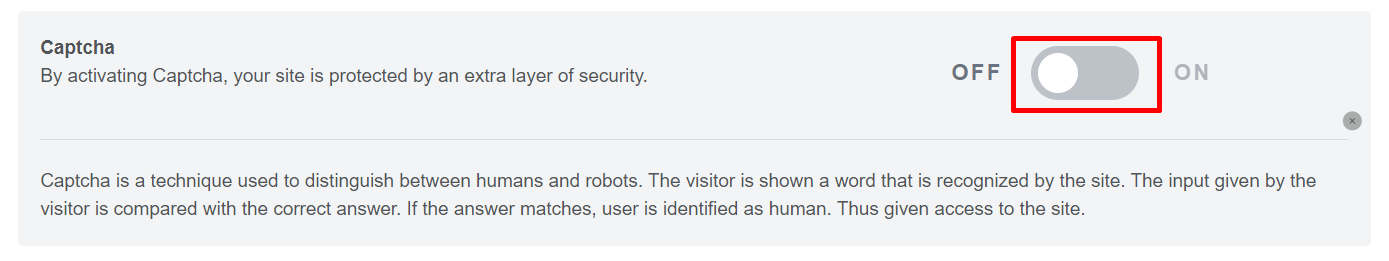 Captcha
By activating Captcha, your site is protected by an extra layer of security.
OFF ON
Captcha is a technique used to distinguish between humans and robots. The visitor is shown a word that is recognized by the site. The input given by the
visitor is compared with the correct answer. If the answer matches, user is identified as human. Thus given access to the site.